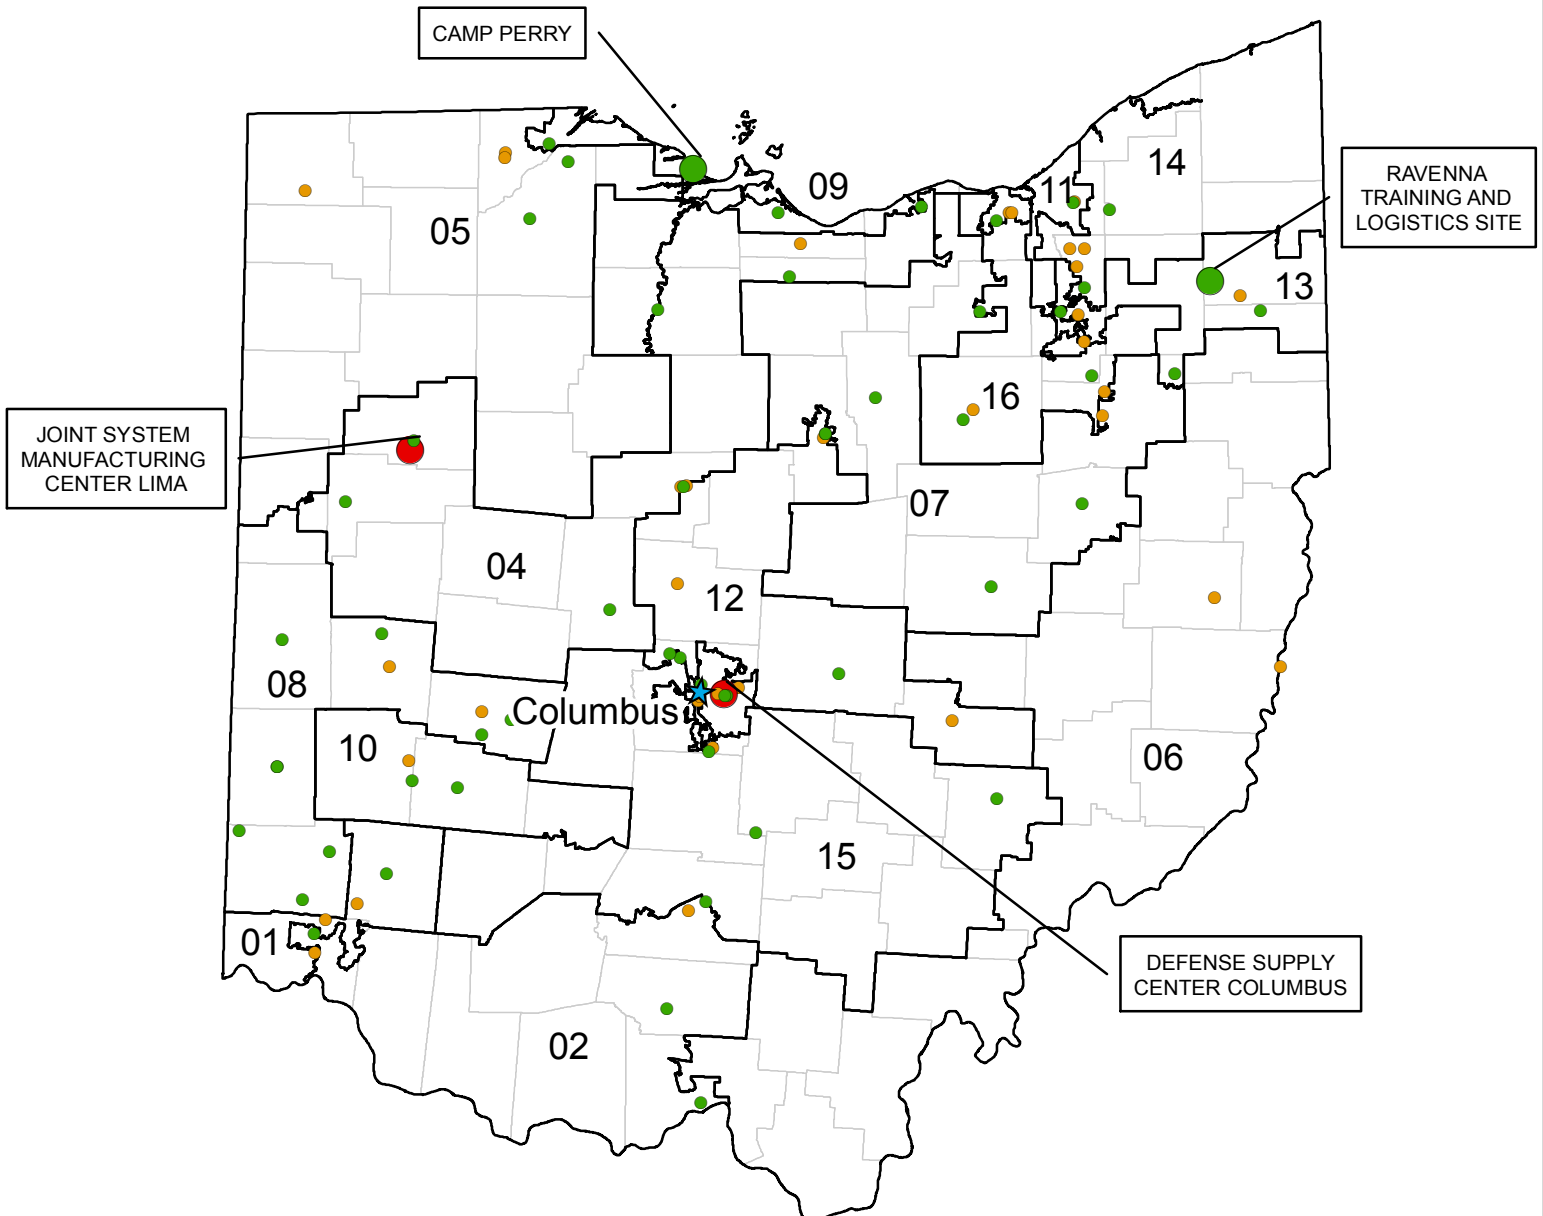 CAMP PERRY
14
09
11
RAVENNA
TRAINING AND
LOGISTICS SITE
05
13
16
JOINT SYSTEM
MANUFACTURING
CENTER LIMA
07
04
12
08
Columbus
10
06
15
01
DEFENSE SUPPLY
CENTER COLUMBUS
02